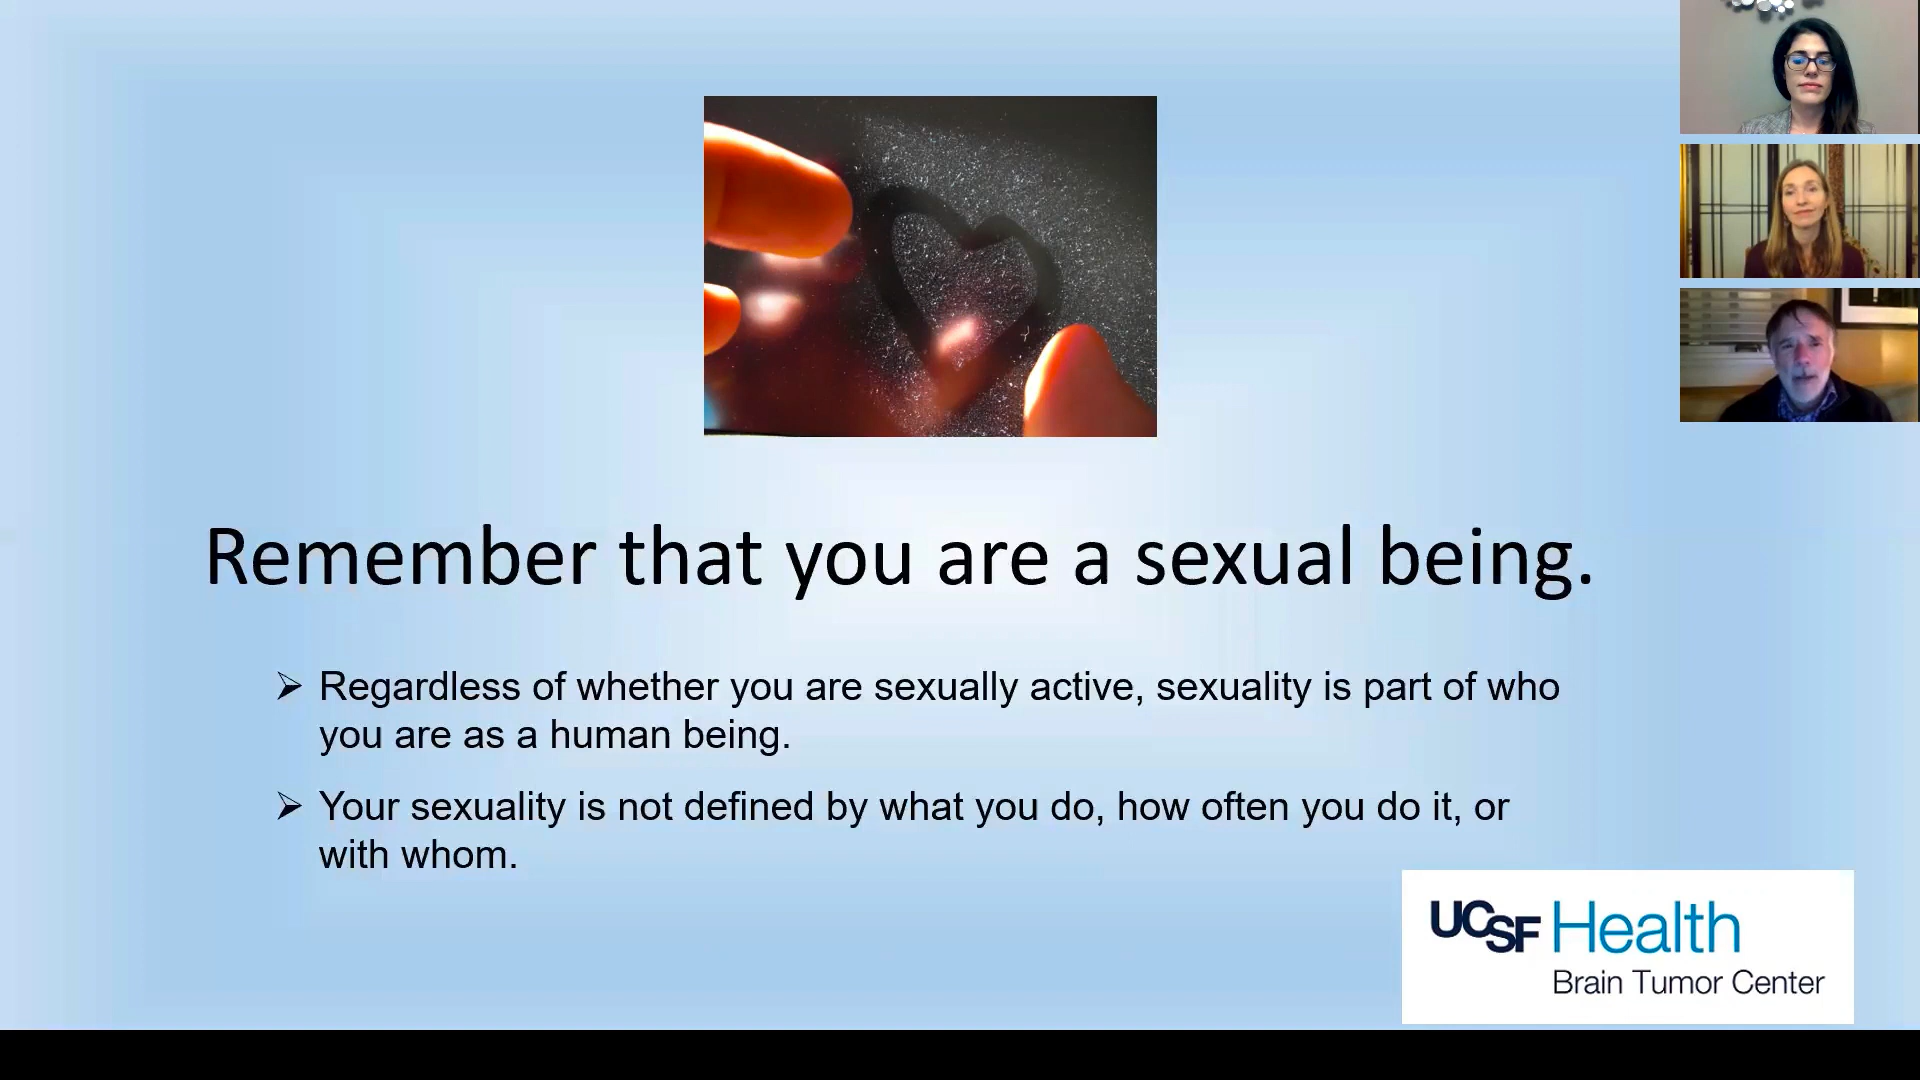 Remember that you are a sexual being.
➢ Regardless of whether you are sexually active, sexuality is part of who
you are as a human being.
➢ Your sexuality is not defined by what you do, how often you do it, or
with whom.
UCSF Health
Brain Tumor Center